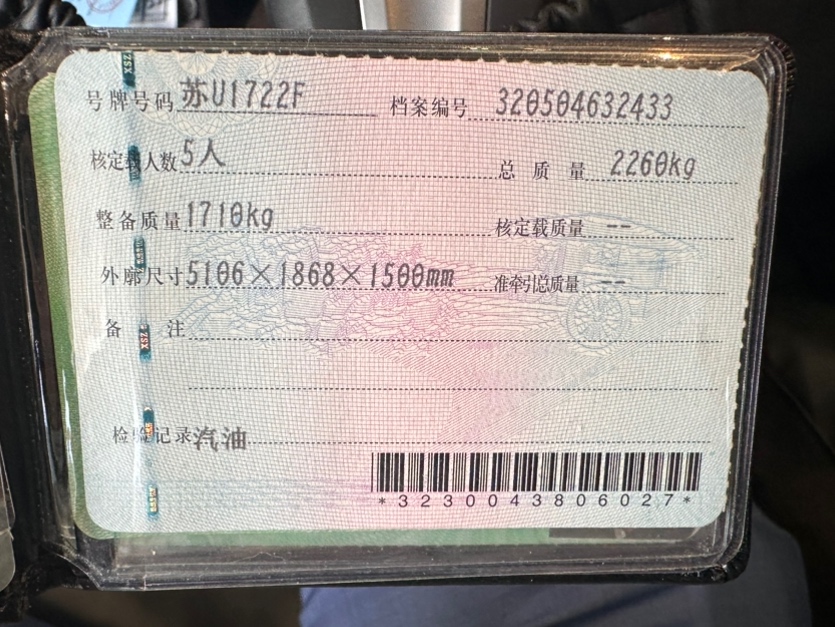 号牌号码 苏U1722F 档案编号 320504632433
核定载人数 5人 总质量 2260kg
整备质量 1710kg 核定载质量 --
外廓尺寸 5106×1868×1500mm 准牵引总质量 --
备注
检验记录 汽油
*3230043806027*